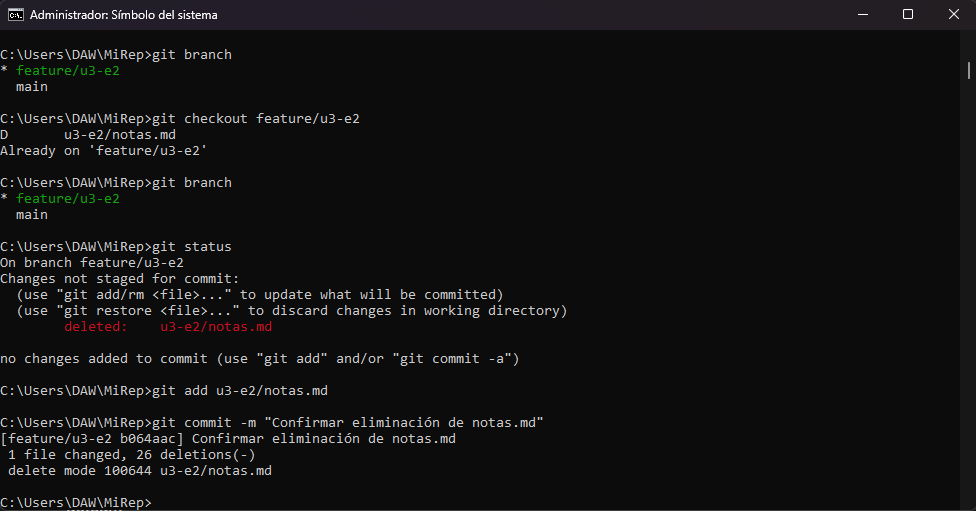 Administrador: Símbolo del sistema
C:\Users\DAW\MiRep>git branch
* feature/u3-e2
  main
C:\Users\DAW\MiRep>git checkout feature/u3-e2
D       u3-e2/notas.md
Already on 'feature/u3-e2'
C:\Users\DAW\MiRep>git branch
* feature/u3-e2
  main
C:\Users\DAW\MiRep>git status
On branch feature/u3-e2
Changes not staged for commit:
  (use "git add/rm <file>..." to update what will be committed)
  (use "git restore <file>..." to discard changes in working directory)
        deleted:    u3-e2/notas.md
no changes added to commit (use "git add" and/or "git commit -a")
C:\Users\DAW\MiRep>git add u3-e2/notas.md
C:\Users\DAW\MiRep>git commit -m "Confirmar eliminación de notas.md"
[feature/u3-e2 b064aac] Confirmar eliminación de notas.md
 1 file changed, 26 deletions(-)
 delete mode 100644 u3-e2/notas.md
C:\Users\DAW\MiRep>